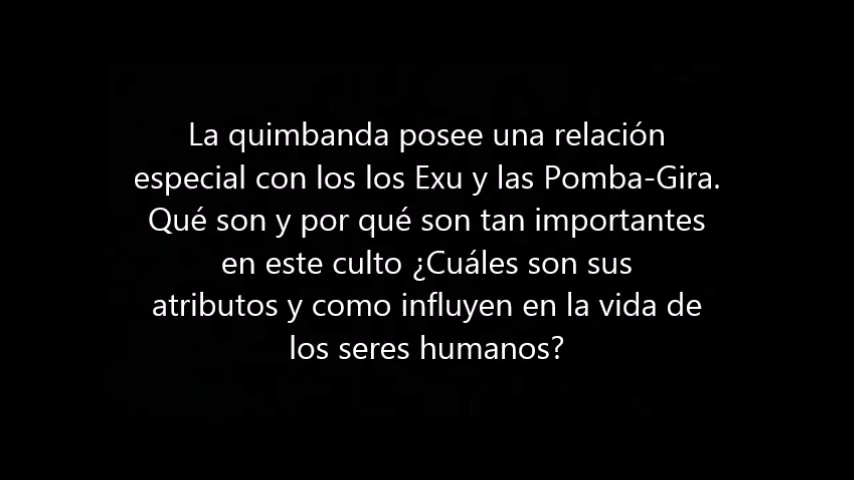 La quimbanda posee una relación
especial con los los Exu y las Pomba-Gira.
Qué son y por qué son tan importantes
en este culto ¿Cuáles son sus
atributos y como influyen en la vida de
los seres humanos?